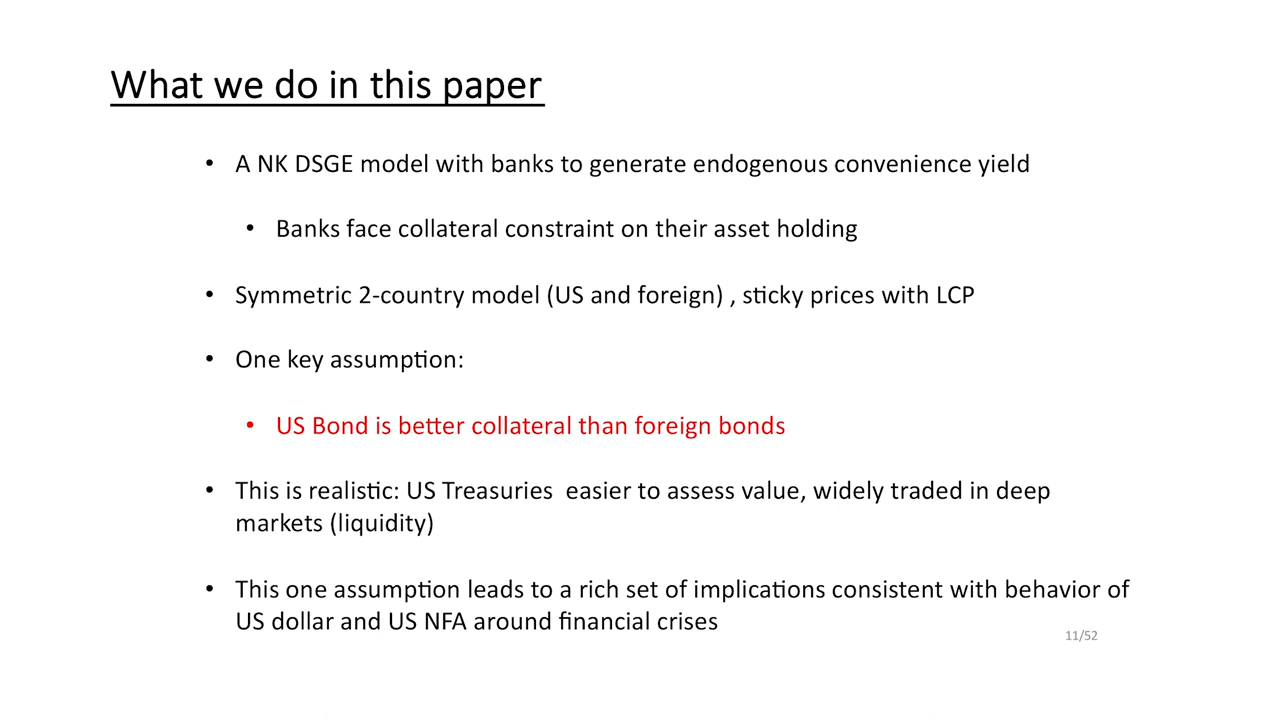 What we do in this paper
• A NK DSGE model with banks to generate endogenous convenience yield
• Banks face collateral constraint on their asset holding
• Symmetric 2-country model (US and foreign) , sticky prices with LCP
• One key assumption:
• US Bond is better collateral than foreign bonds
• This is realistic: US Treasuries  easier to assess value, widely traded in deep
markets (liquidity)
• This one assumption leads to a rich set of implications consistent with behavior of
US dollar and US NFA around financial crises
11/52